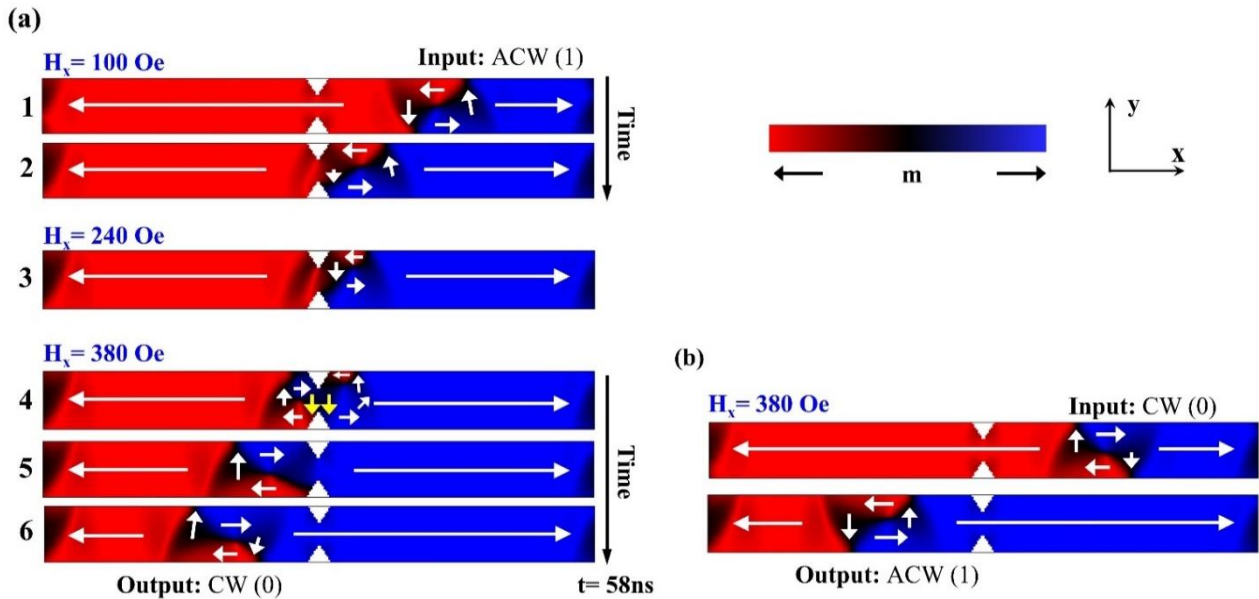 (a)
Hx= 100 Oe
Input: ACW (1)
1
2
Time
Hx= 240 Oe
3
Hx= 380 Oe
4
5
6
Time
Output: CW (0)
t= 58ns
m
y
x
(b)
Hx= 380 Oe
Input: CW (0)
Output: ACW (1)